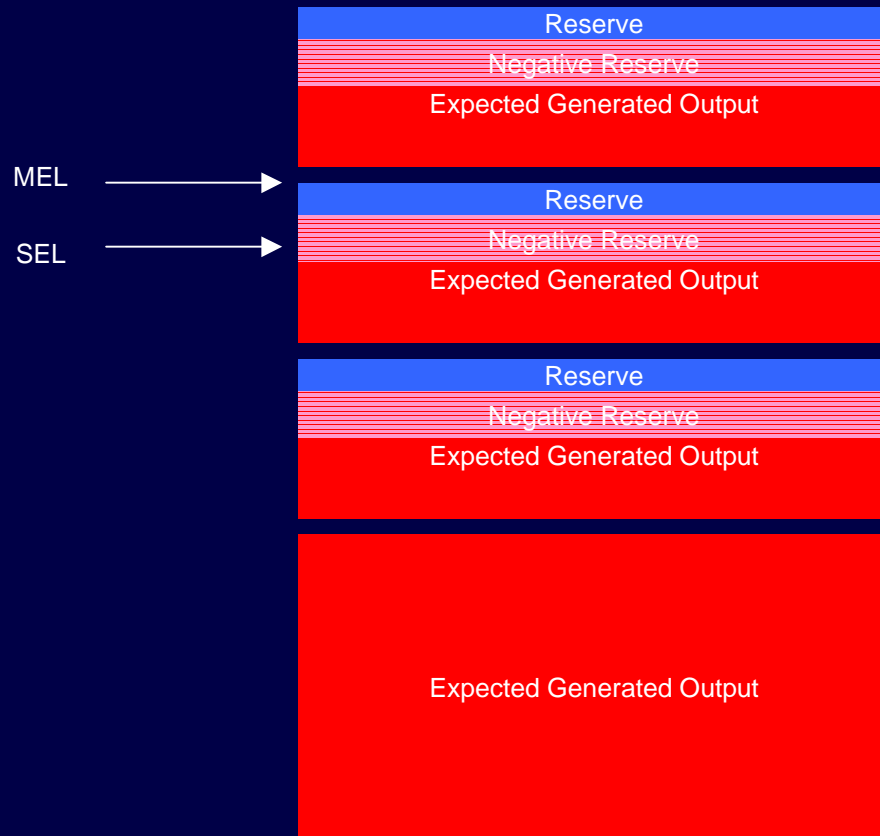 Reserve
Negative Reserve
Expected Generated Output
MEL
Reserve
SEL
Negative Reserve
Expected Generated Output
Reserve
Negative Reserve
Expected Generated Output
Expected Generated Output